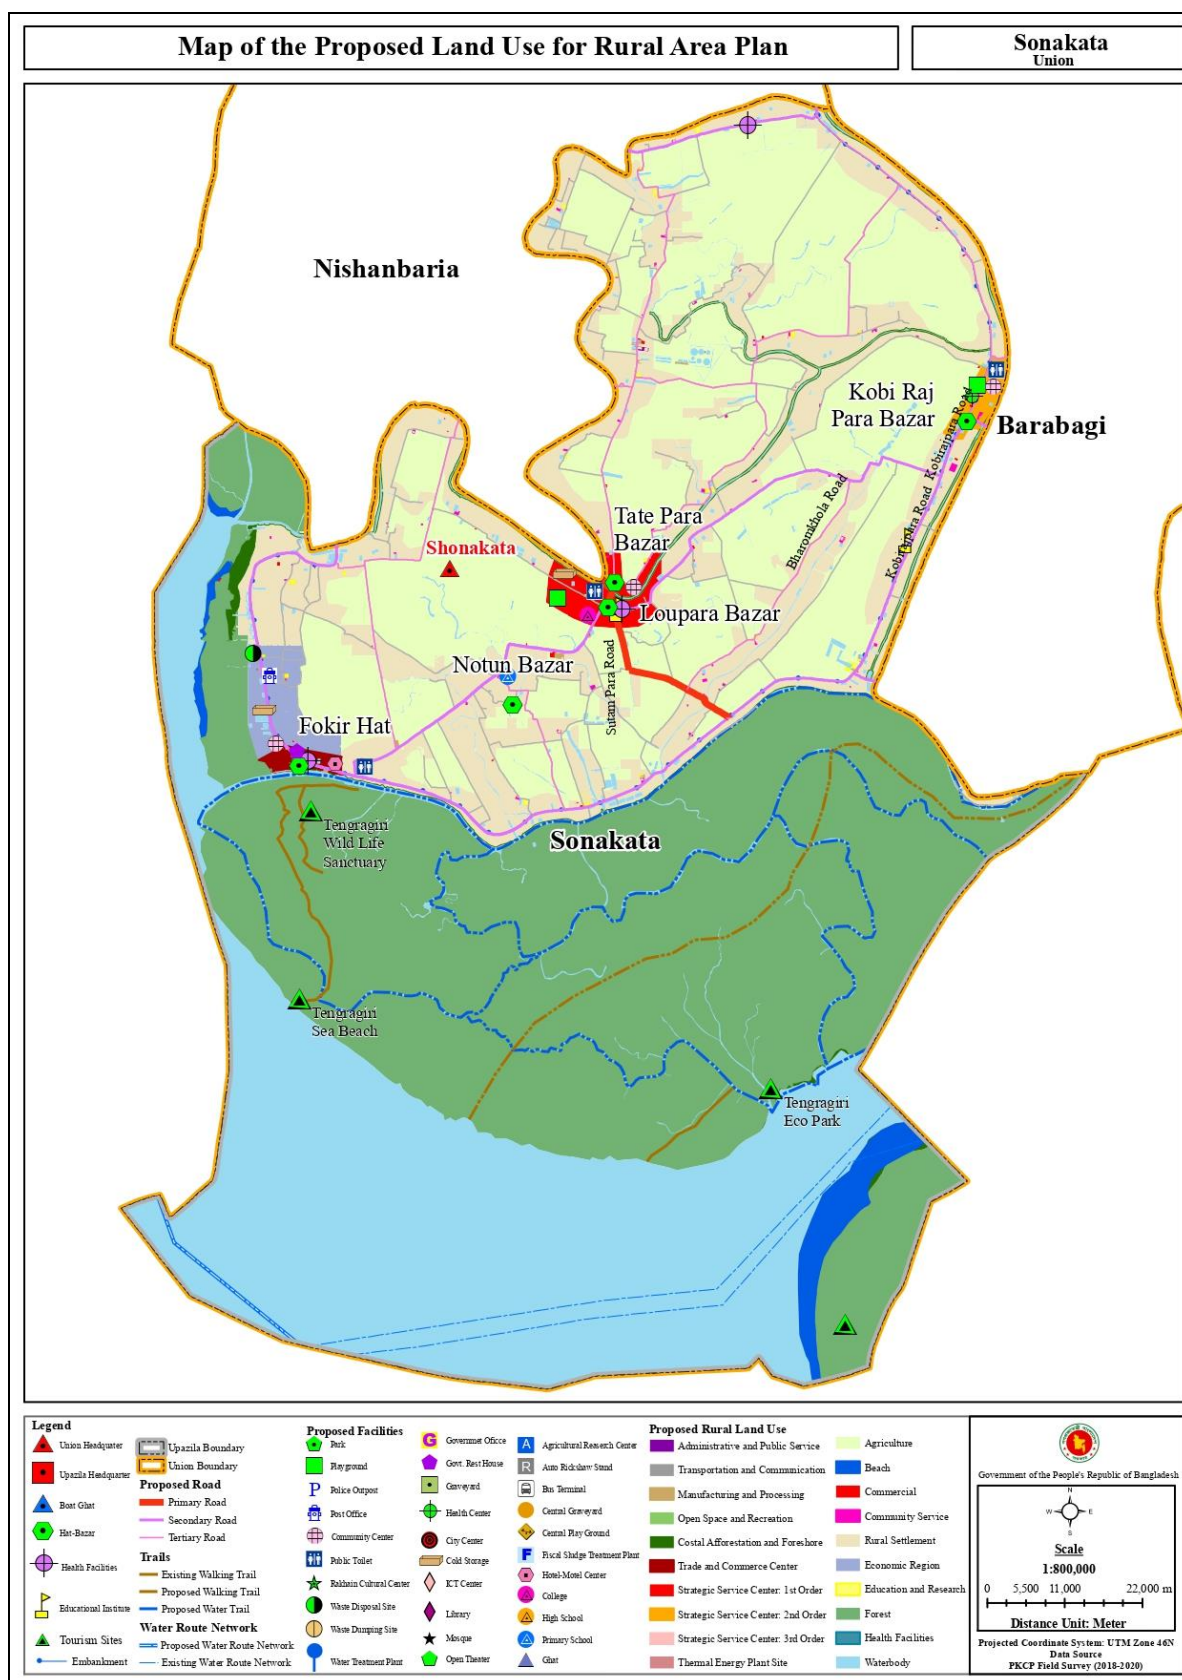 Map of the Proposed Land Use for Rural Area Plan
Sonakata
Union
Nishanbaria
Kobi Raj
Para Bazar
Barabagi
Kobirajpara Road
Kobirajpara Road
Bharomkhola Road
Tate Para
Bazar
Shonakata
Loupara Bazar
Notun Bazar
Sutam Para Road
Fokir Hat
Tengragiri
Wild Life
Sanctuary
Sonakata
Tengragiri
Sea Beach
Tengragiri
Eco Park
Legend
Union Headquater
Upazila Headquarter
Boat Ghat
Hat-Bazar
Health Facilities
Educational Institute
Tourism Sites
Embankment
Upazila Boundary
Union Boundary
Proposed Road
Primary Road
Secondary Road
Tertiary Road
Trails
Existing Walking Trail
Proposed Walking Trail
Proposed Water Trail
Water Route Network
Proposed Water Route Network
Existing Water Route Network
Proposed Facilities
Park
Playground
P Police Outpost
Post Office
Community Center
Public Toilet
Rakhain Cultural Center
Waste Disposal Site
Waste Dumping Site
Water Treatment Plant
G Governmer Officce
Govt. Rest House
Graveyard
Health Center
City Center
Cold Storage
ICT Center
Library
Mosque
Open Theater
A Agricultural Reaserch Center
R Auto Rickshaw Stand
Bus Terminal
Central Graveyard
Central Play Ground
F Fiscal Sludge Treatment Plant
Hotel-Motel Center
College
High School
Primary School
Ghat
Proposed Rural Land Use
Administrative and Public Service
Transportation and Communication
Manufacturing and Processing
Open Space and Recreation
Costal Afforestation and Foreshore
Trade and Commerce Center
Strategic Service Center: 1st Order
Strategic Service Center: 2nd Order
Strategic Service Center: 3rd Order
Thermal Energy Plant Site
Agriculture
Beach
Commercial
Community Service
Rural Settlement
Economic Region
Education and Research
Forest
Health Facilities
Waterbody
Government of the People's Republic of Bangladesh
N
W E
S
Scale
1:800,000
0 5,500 11,000 22,000 m
Distance Unit: Meter
Projected Coordinate System: UTM Zone 46N
Data Source
PKCP Field Survey (2018-2020)